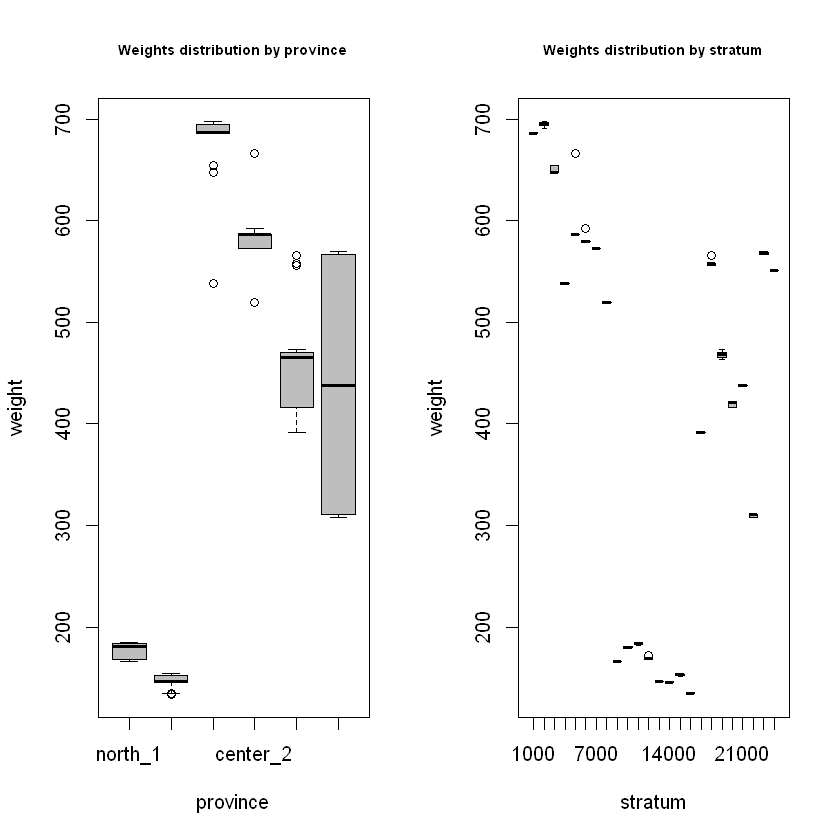 Weights distribution by province
700
600
500
400
300
200
weight
north_1 center_2
province
Weights distribution by stratum
700
600
500
400
300
200
weight
1000 7000 14000 21000
stratum